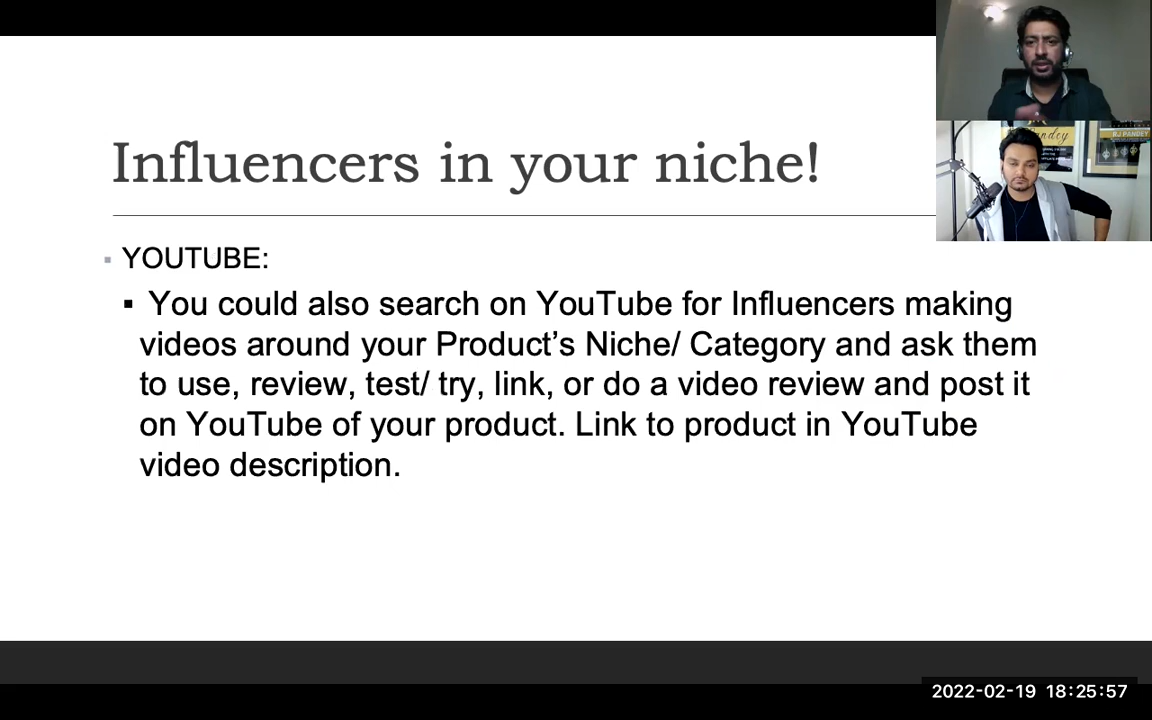 Influencers in your niche!
YOUTUBE:
You could also search on YouTube for Influencers making
videos around your Product’s Niche/ Category and ask them
to use, review, test/ try, link, or do a video review and post it
on YouTube of your product. Link to product in YouTube
video description.
RJ PANDEY
2022-02-19 18:25:57